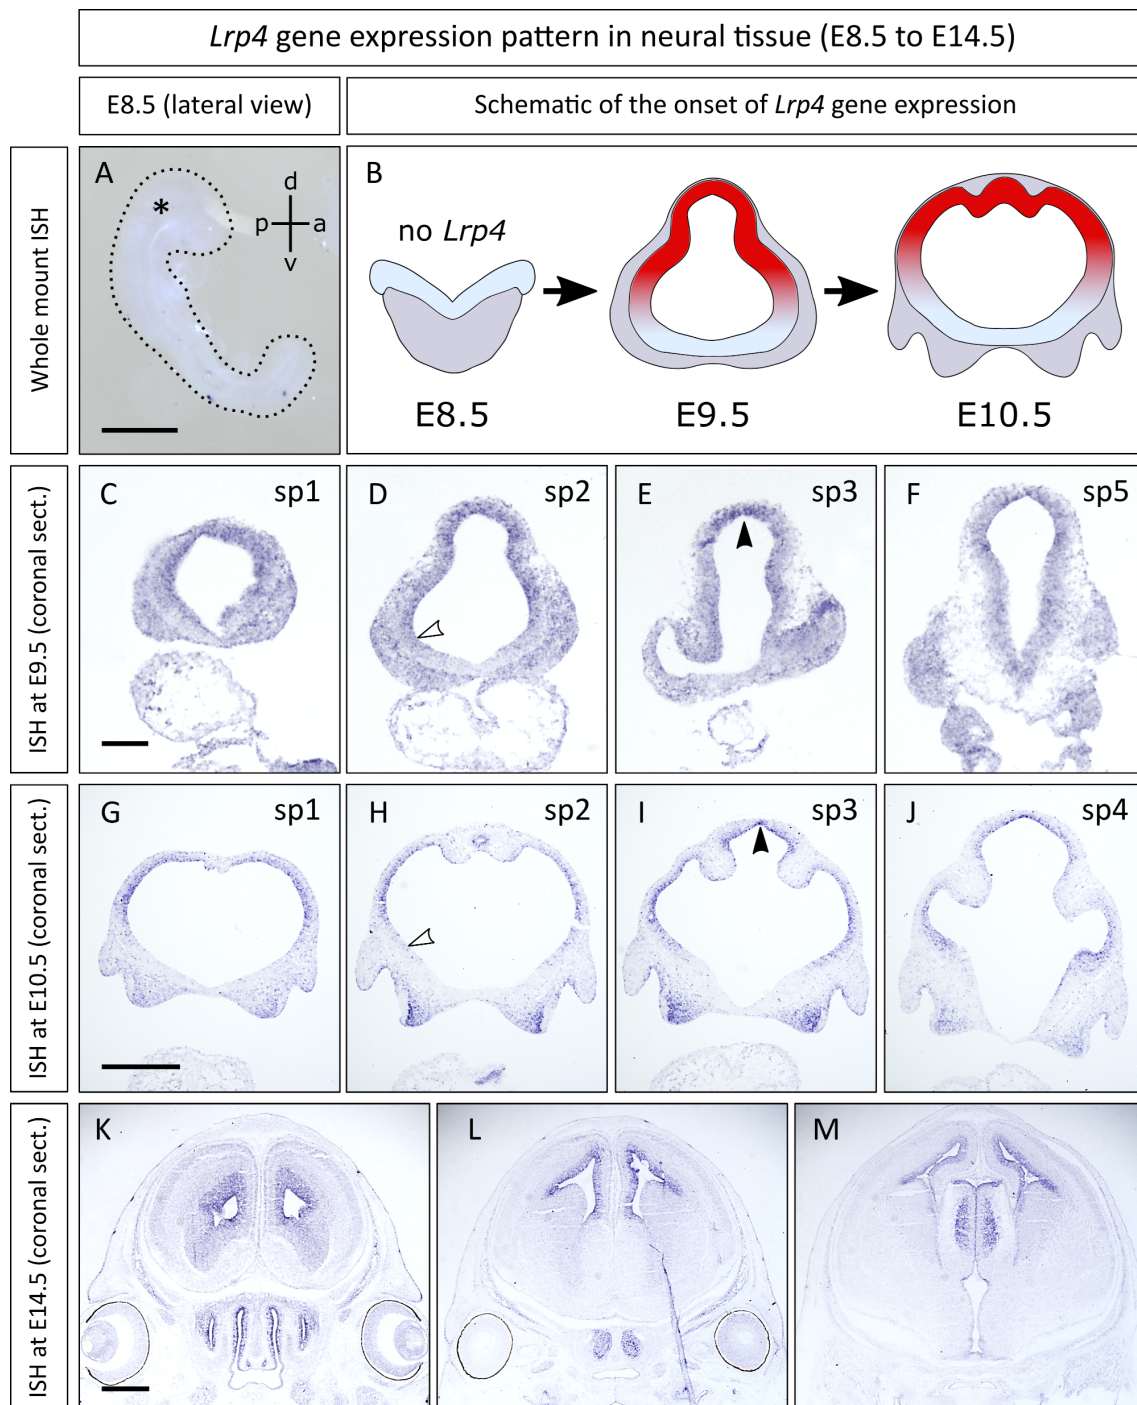 Lrp4 gene expression pattern in neural tissue (E8.5 to E14.5)
E8.5 (lateral view)
Schematic of the onset of Lrp4 gene expression
Whole mount ISH
A
*
d
p
a
v
B
no Lrp4
E8.5
E9.5
E10.5
ISH at E9.5 (coronal sect.)
C
sp1
D
sp2
E
sp3
F
sp5
ISH at E10.5 (coronal sect.)
G
sp1
H
sp2
I
sp3
J
sp4
ISH at E14.5 (coronal sect.)
K
L
M